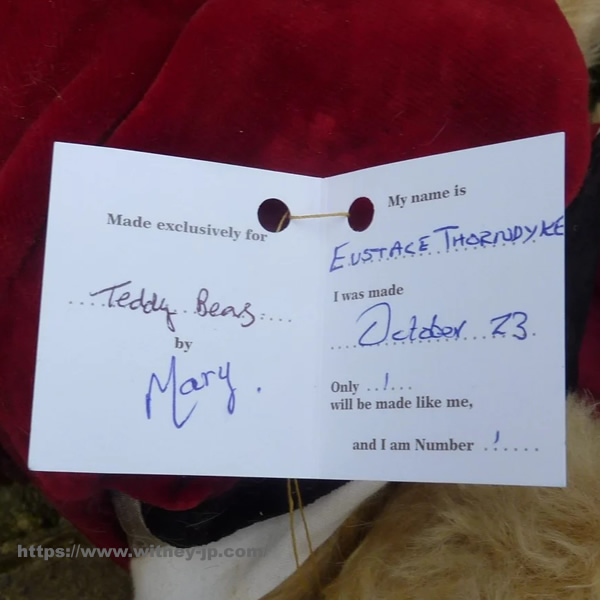 Made exclusively for
Teddy Bears
by
Mary.
My name is
EUSTACE THORNDYKE
I was made
October 23
Only ..1...
will be made like me,
and I am Number .1.....
https://www.witney-jp.com/